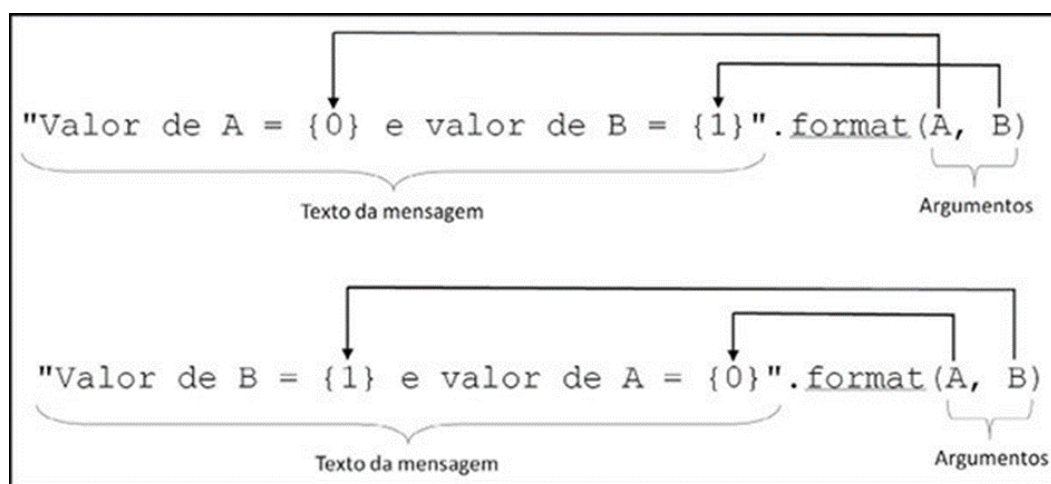 "Valor de A = {0} e valor de B = {1}".format(A, B)
Texto da mensagem
Argumentos
"Valor de B = {1} e valor de A = {0}".format(A, B)
Texto da mensagem
Argumentos